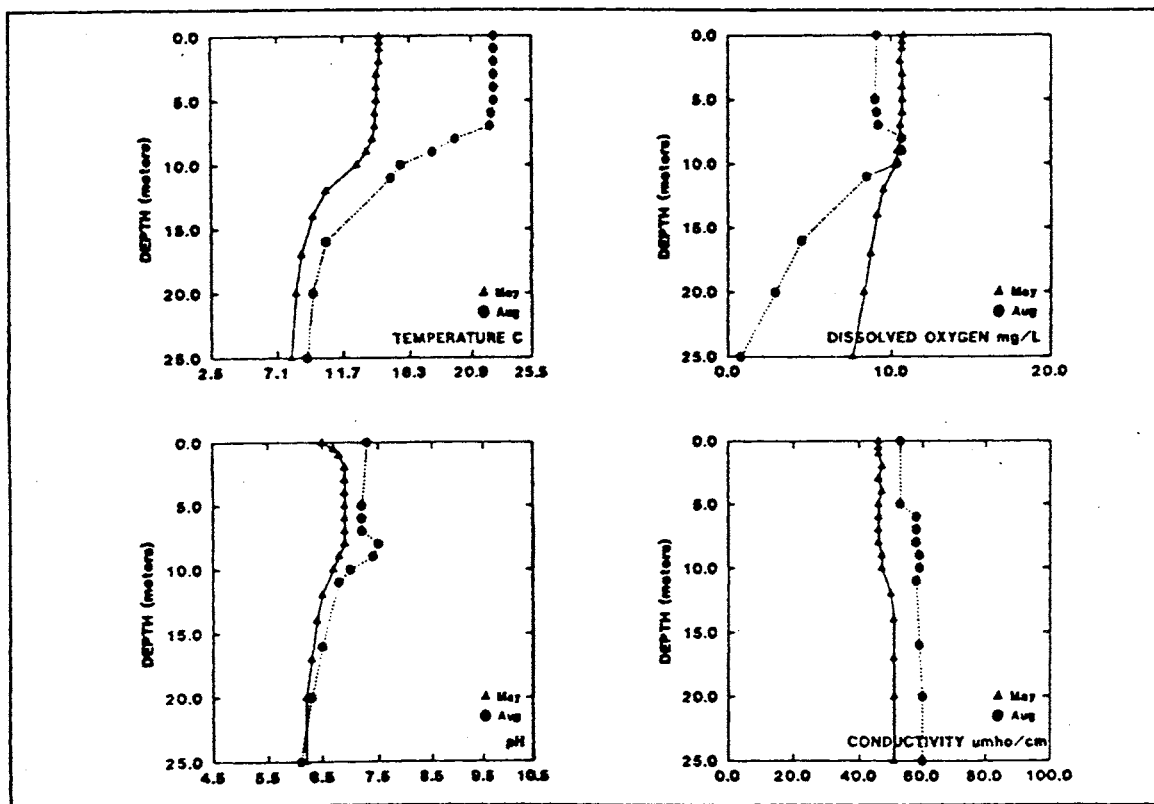 0.0
5.0
10.0
15.0
20.0
25.0
DEPTH (meters)
May
Aug
TEMPERATURE C
2.5 7.1 11.7 16.3 20.9 25.5
0.0
5.0
10.0
15.0
20.0
25.0
DEPTH (meters)
May
Aug
DISSOLVED OXYGEN mg/L
0.0 10.0 20.0
0.0
5.0
10.0
15.0
20.0
25.0
DEPTH (meters)
May
Aug
pH
4.5 5.5 6.5 7.5 8.5 9.5 10.5
0.0
5.0
10.0
15.0
20.0
25.0
DEPTH (meters)
May
Aug
CONDUCTIVITY umho/cm
0.0 20.0 40.0 60.0 80.0 100.0